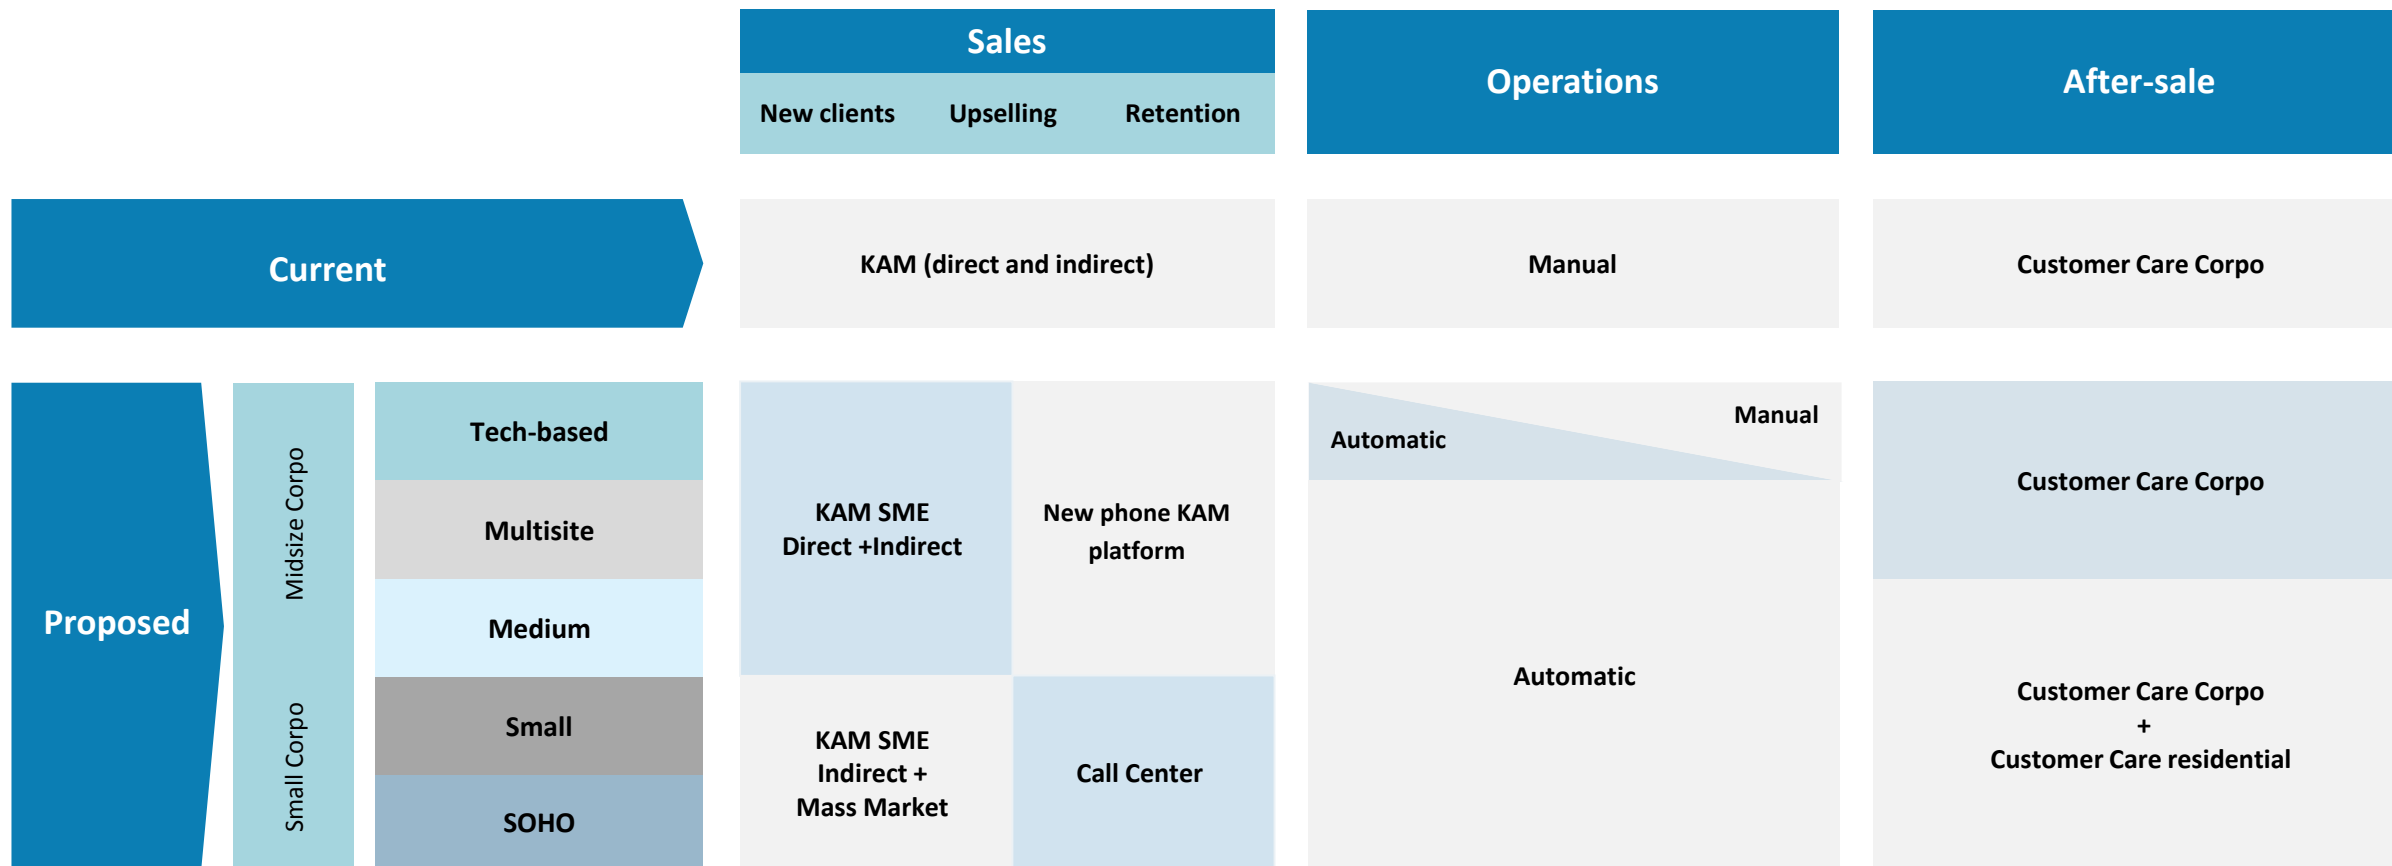 Sales
New clients Upselling Retention
Operations
After-sale
Current
KAM (direct and indirect)
Manual
Customer Care Corpo
Proposed
Midsize Corpo
Small Corpo
Tech-based
Multisite
Medium
Small
SOHO
KAM SME
Direct +Indirect
New phone KAM
platform
KAM SME
Indirect +
Mass Market
Call Center
Automatic
Manual
Automatic
Customer Care Corpo
Customer Care Corpo
+
Customer Care residential